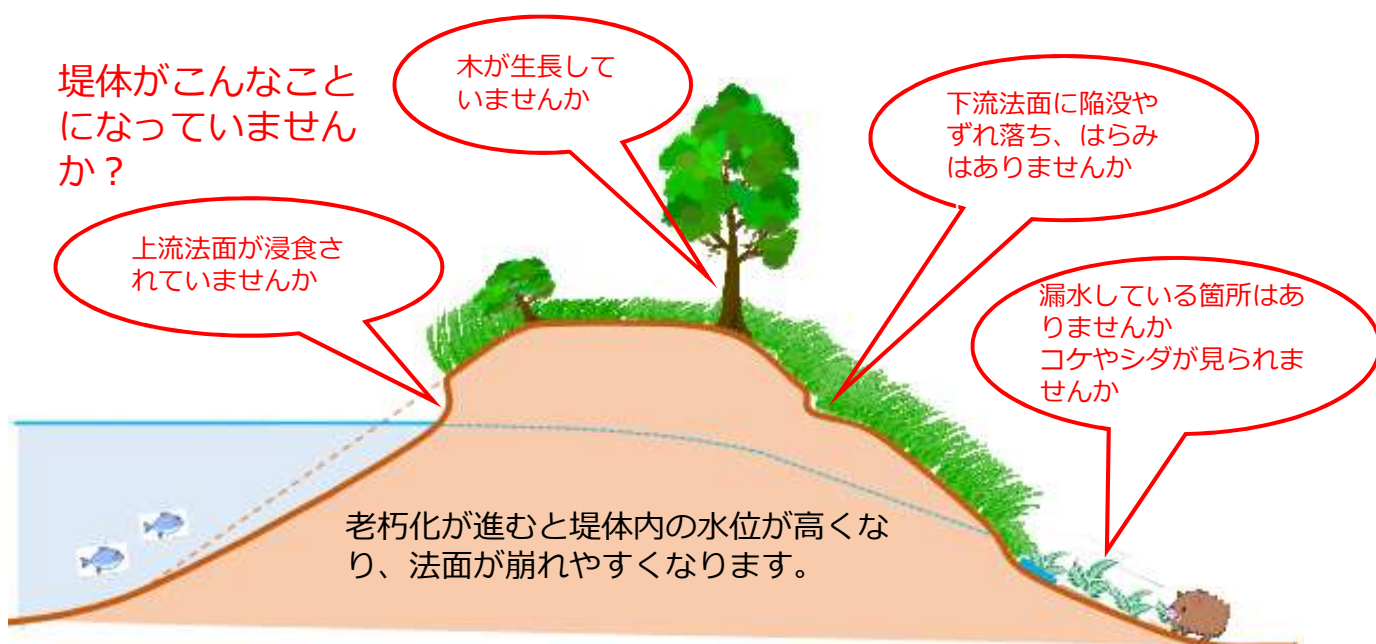 堤体がこんなこと
になっていません
か？
木が生長して
いませんか
下流法面に陥没や
ずれ落ち、はらみ
はありませんか
上流法面が浸食さ
れていませんか
漏水している箇所はあ
りませんか
コケやシダが見られま
せんか
老朽化が進むと堤体内の水位が高くな
り、法面が崩れやすくなります。